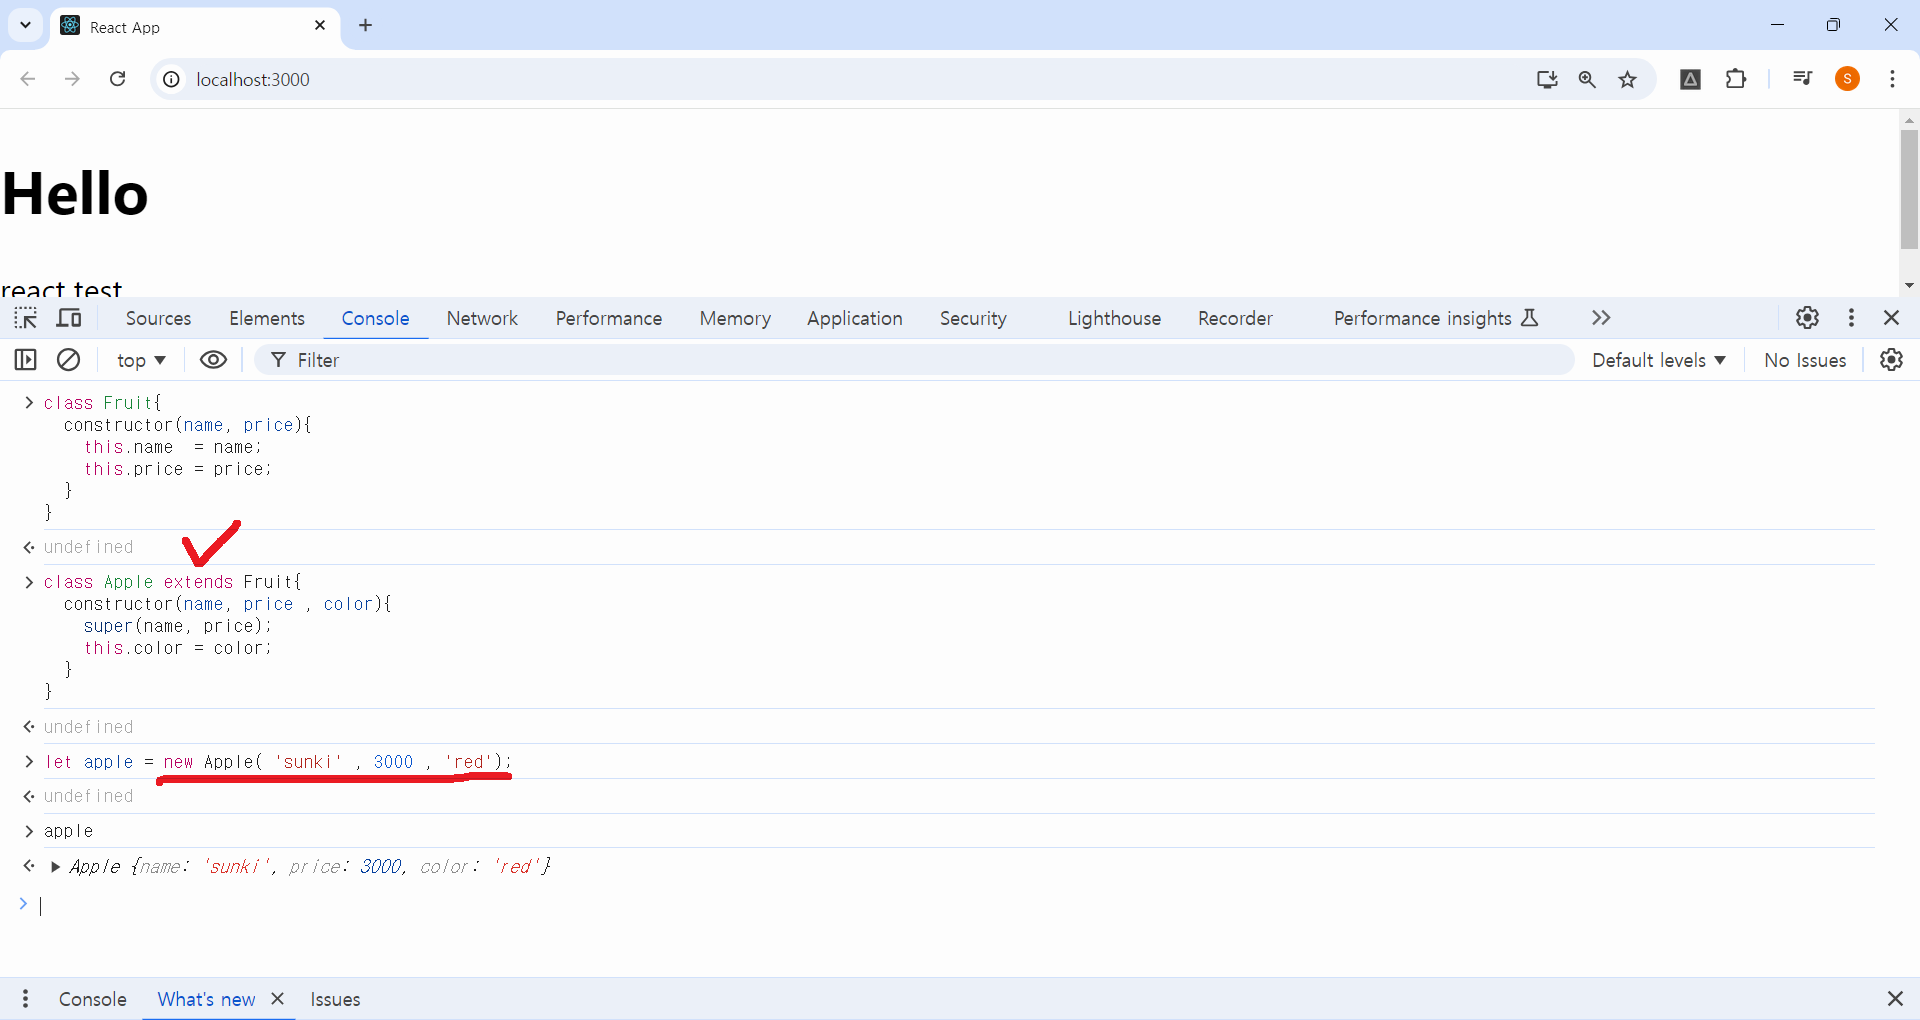 React App
localhost:3000
S
Hello
react test
Sources Elements Console Network Performance Memory Application Security Lighthouse Recorder Performance insights
top Filter Default levels No Issues
class Fruit{
constructor(name, price){
this.name  = name;
this.price = price;
}
}
undefined
class Apple extends Fruit{
constructor(name, price , color){
super(name, price);
this.color = color;
}
}
undefined
let apple = new Apple( 'sunki' , 3000 , 'red');
undefined
apple
Apple {name: 'sunki', price: 3000, color: 'red'}
Console What's new Issues